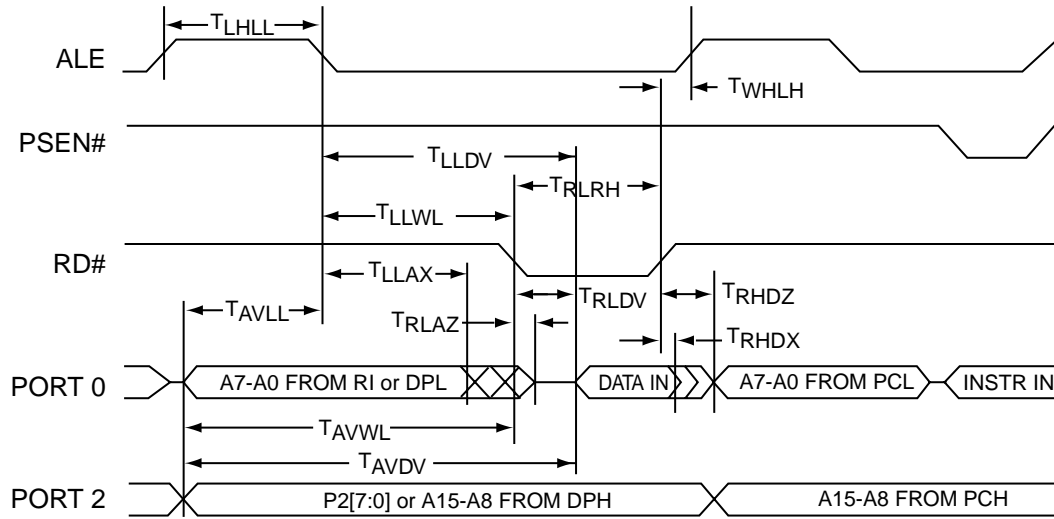 TLHLL
ALE
TWHLH
PSEN#
TLLDV
TRLRH
TLLWL
RD#
TLLAX
TAVLL
TRLAZ
TRLDV
TRHDZ
TRHDX
PORT 0
A7-A0 FROM RI or DPL
DATA IN
A7-A0 FROM PCL
INSTR IN
TAVWL
TAVDV
PORT 2
P2[7:0] or A15-A8 FROM DPH
A15-A8 FROM PCH